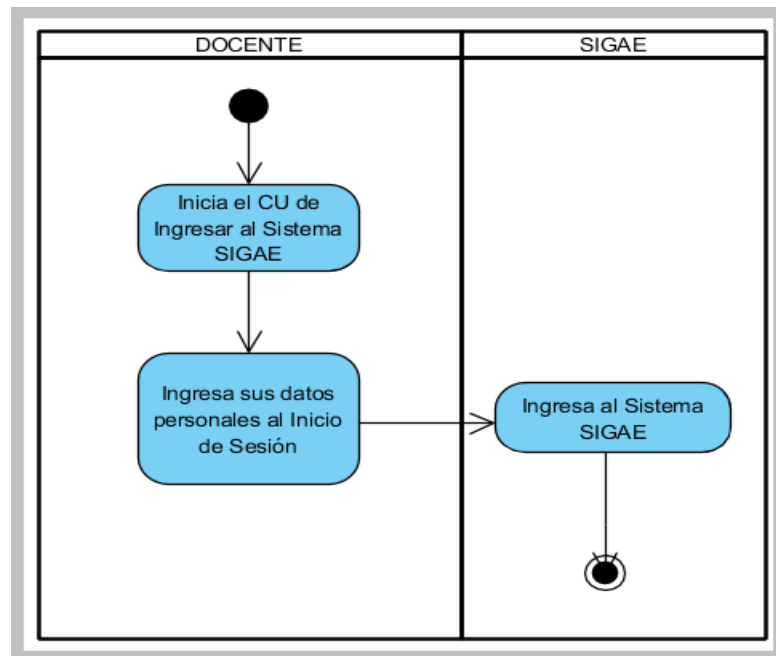 DOCENTE
SIGAE
Inicia el CU de
Ingresar al Sistema
SIGAE
Ingresa sus datos
personales al Inicio
de Sesión
Ingresa al Sistema
SIGAE